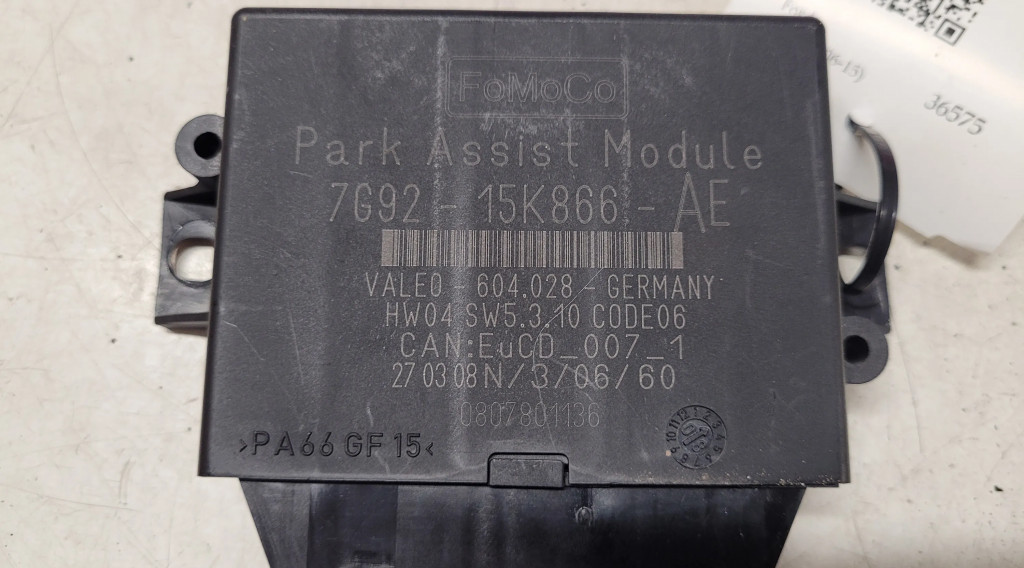 FoMoCo
Park Assist Module
7G92 - 15K866 - AE
VALEO 604.028 - GERMANY
HW04 SW5.3.10 CODE06
CAN:EuCD_007_1
27 03 08 N/3/06/60
0807801136
>PA66 GF 15<
36575